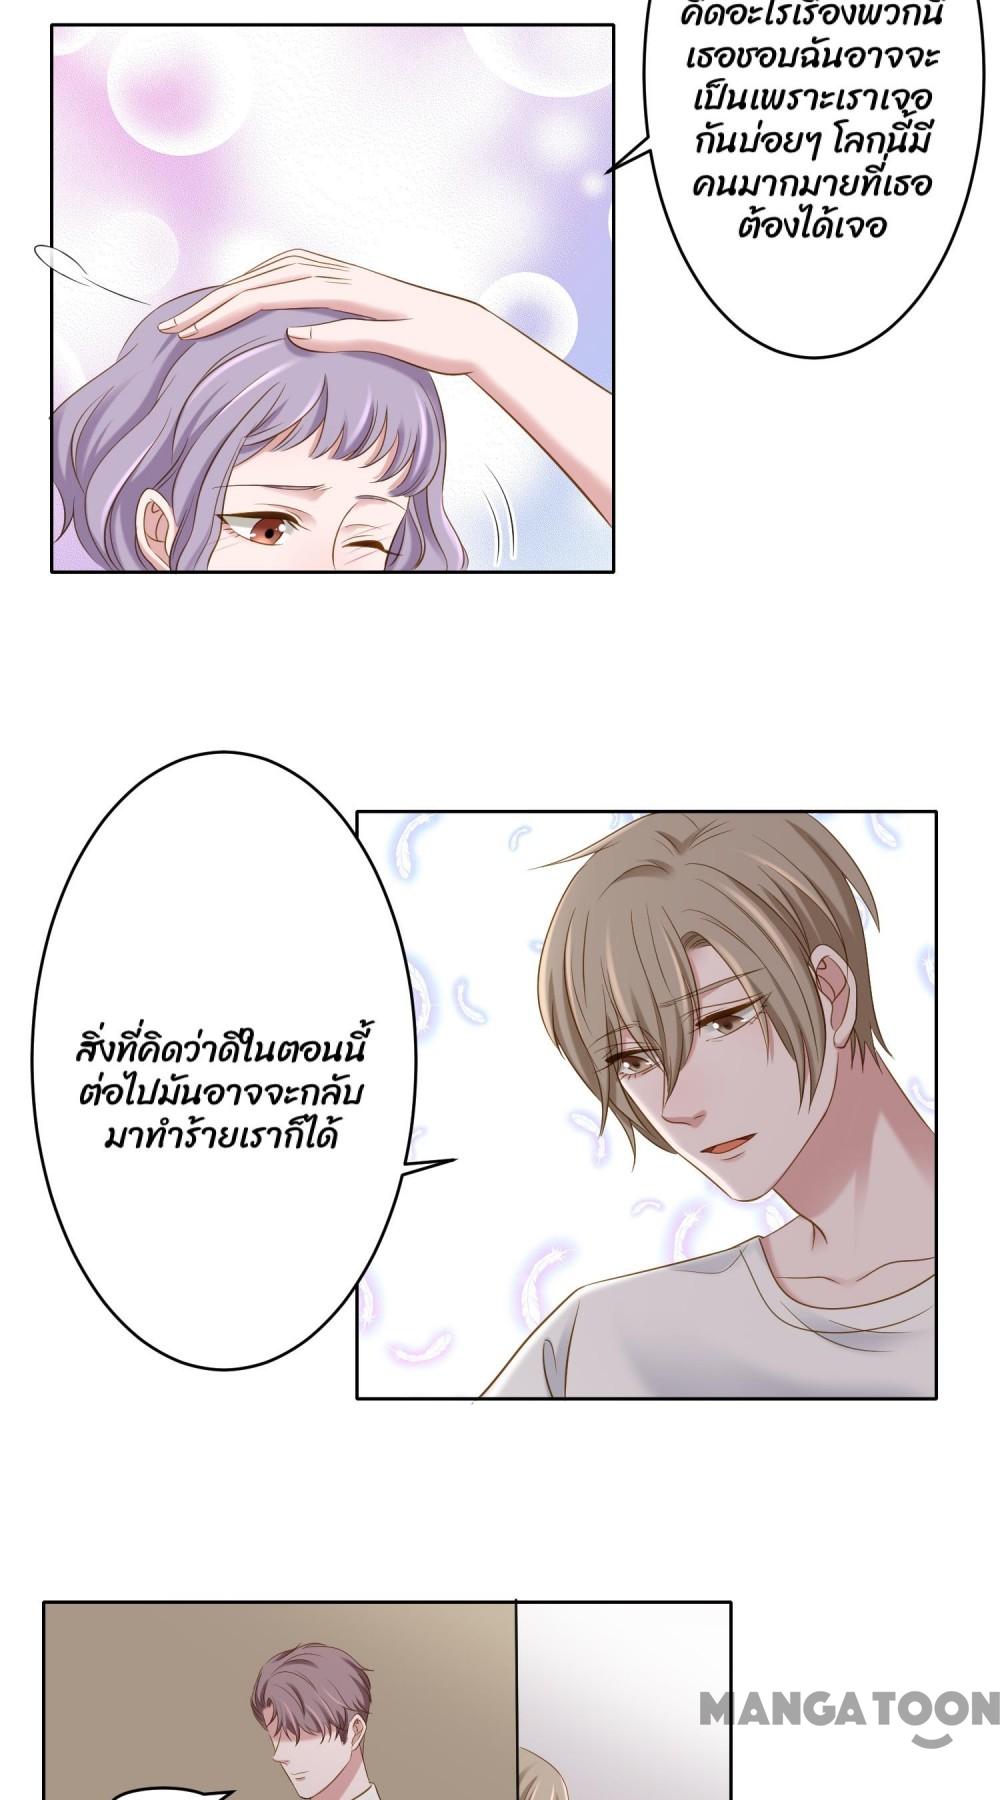 คิดอะไรเรื่องพวกนี้
เธอชอบฉันอาจจะ
เป็นเพราะเราเจอ
กันบ่อยๆ โลกนี้มี
คนมากมายที่เธอ
ต้องได้เจอ
สิ่งที่คิดว่าดีในตอนนี้
ต่อไปมันอาจจะกลับ
มาทำร้ายเราก็ได้
MANGATOON